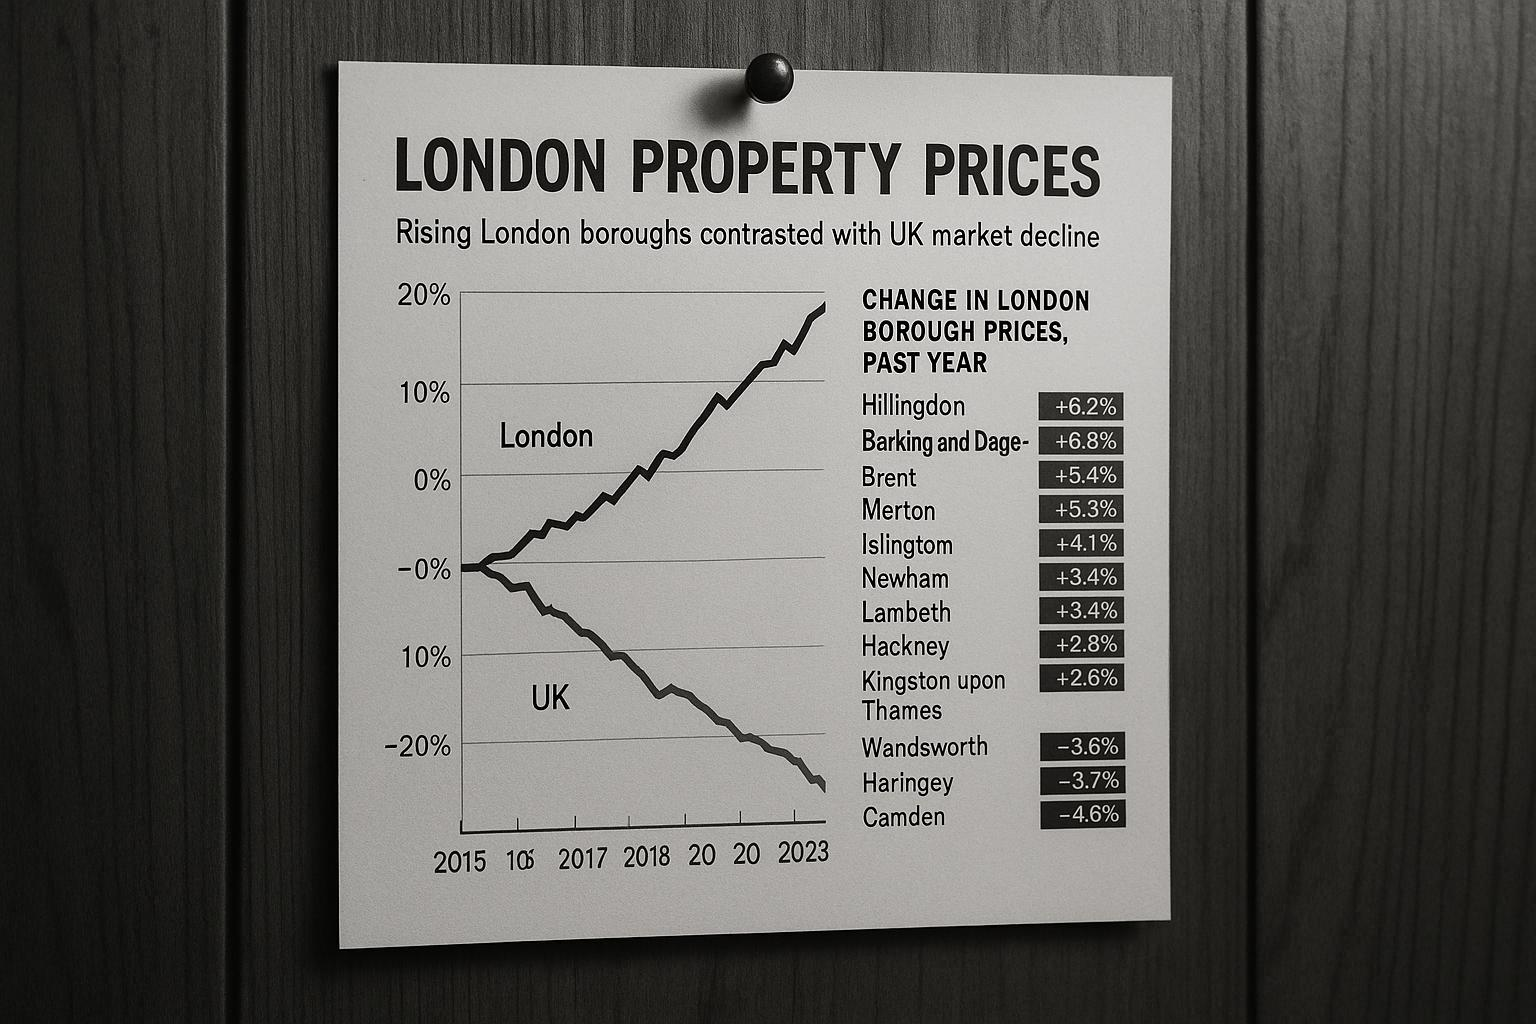 LONDON PROPERTY PRICES
Rising London boroughs contrasted with UK market decline
20%
10%
0%
−0%
10%
−20%
London
UK
2015 106 2017 2018 20 20 2023
CHANGE IN LONDON
BOROUGH PRICES,
PAST YEAR
Hillingdon +6.2%
Barking and Dage- +6.8%
Brent +5.4%
Merton +5.3%
Islingtom +4.1%
Newham +3.4%
Lambeth +3.4%
Hackney +2.8%
Kingston upon +2.6%
Thames
Wandsworth −3.6%
Haringey −3.7%
Camden −4.6%